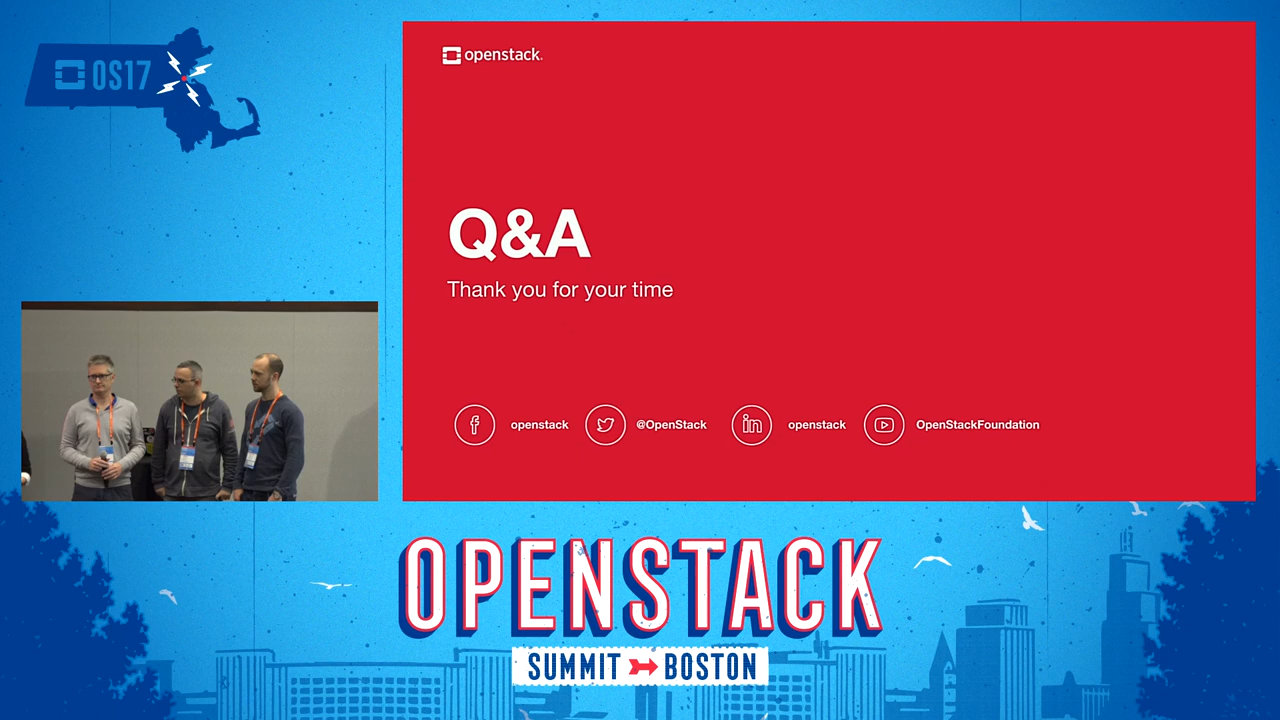 OS17
openstack.
Q&A
Thank you for your time
openstack
@OpenStack
openstack
OpenStackFoundation
OPENSTACK
SUMMIT BOSTON